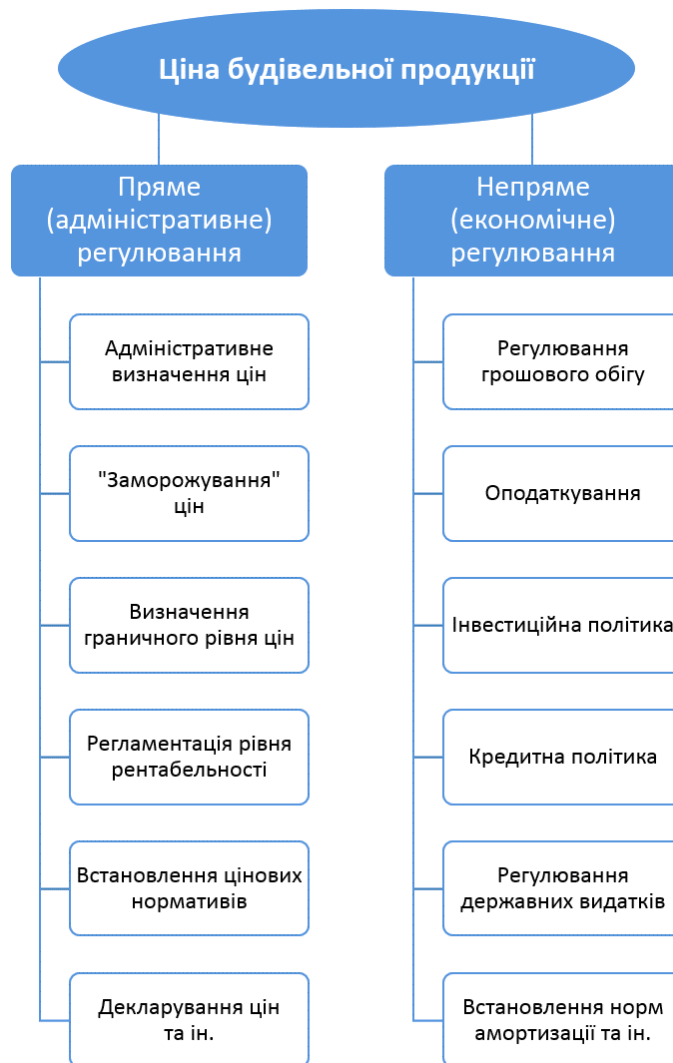 Ціна будівельної продукції
Пряме
(адміністративне)
регулювання
Адміністративне
визначення цін
"Заморожування"
цін
Визначення
граничного рівня цін
Регламентація рівня
рентабельності
Встановлення цінових
нормативів
Декларування цін
та ін.
Непряме
(економічне)
регулювання
Регулювання
грошового обігу
Оподаткування
Інвестиційна політика
Кредитна політика
Регулювання
державних видатків
Встановлення норм
амортизації та ін.